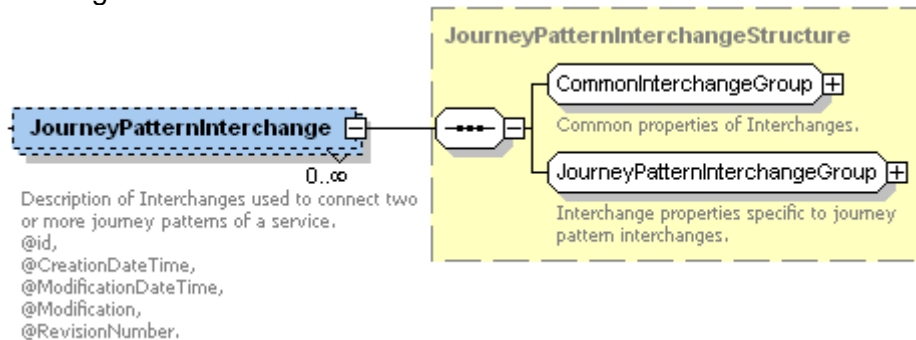 JourneyPatternInterchangeStructure
CommonInterchangeGroup
Common properties of Interchanges.
JourneyPatternInterchange
0..∞
JourneyPatternInterchangeGroup
Interchange properties specific to journey
pattern interchanges.
Description of Interchanges used to connect two
or more journey patterns of a service.
@id,
@CreationDateTime,
@ModificationDateTime,
@Modification,
@RevisionNumber.